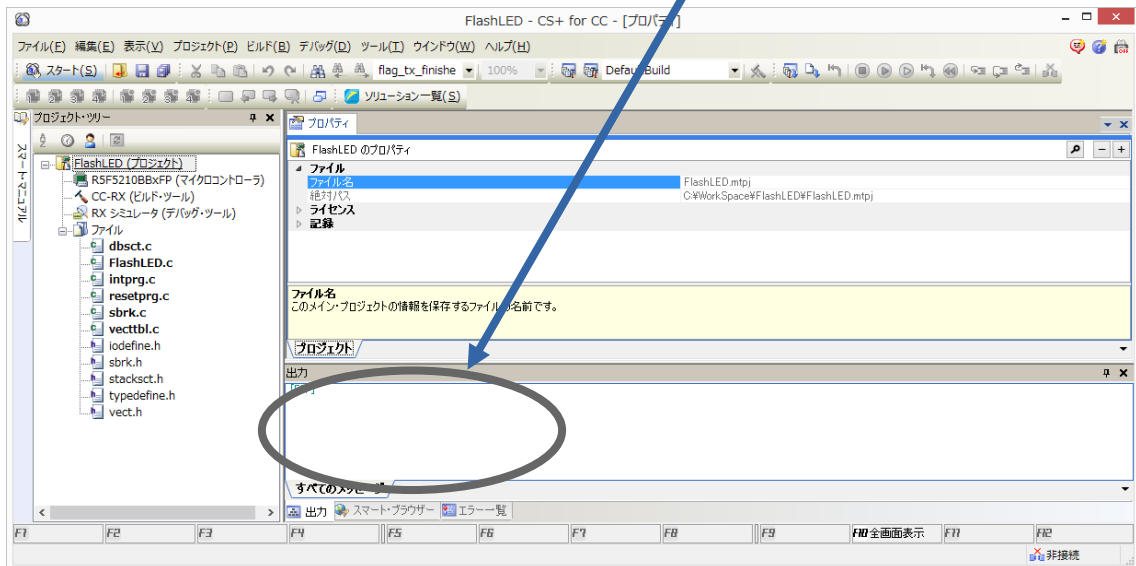 FlashLED - CS+ for CC - [プロパティ]
ファイル(F) 編集(E) 表示(V) プロジェクト(P) ビルド(B) デバッグ(D) ツール(T) ウインドウ(W) ヘルプ(H)
スタート(S) flag_tx_finishe 100% DefaultBuild
ソリューション一覧(S)
スマート・マニュアル
プロジェクト・ツリー
FlashLED (プロジェクト)
R5F5210BBxFP (マイクロコントローラ)
CC-RX (ビルド・ツール)
RX シミュレータ (デバッグ・ツール)
ファイル
dbsct.c
FlashLED.c
intprg.c
resetprg.c
sbrk.c
vecttbl.c
iodefine.h
sbrk.h
stacksct.h
typedefine.h
vect.h
プロパティ
FlashLED のプロパティ
ファイル
ファイル名 FlashLED.mtpj
絶対パス C:¥WorkSpace¥FlashLED¥FlashLED.mtpj
ライセンス
記録
ファイル名
このメイン・プロジェクトの情報を保存するファイルの名前です。
プロジェクト
出力
すべてのメッセージ
出力 スマート・ブラウザー エラー一覧
F1 F2 F3 F4 F5 F6 F7 F8 F9 F10 全画面表示 F11 F12
非接続